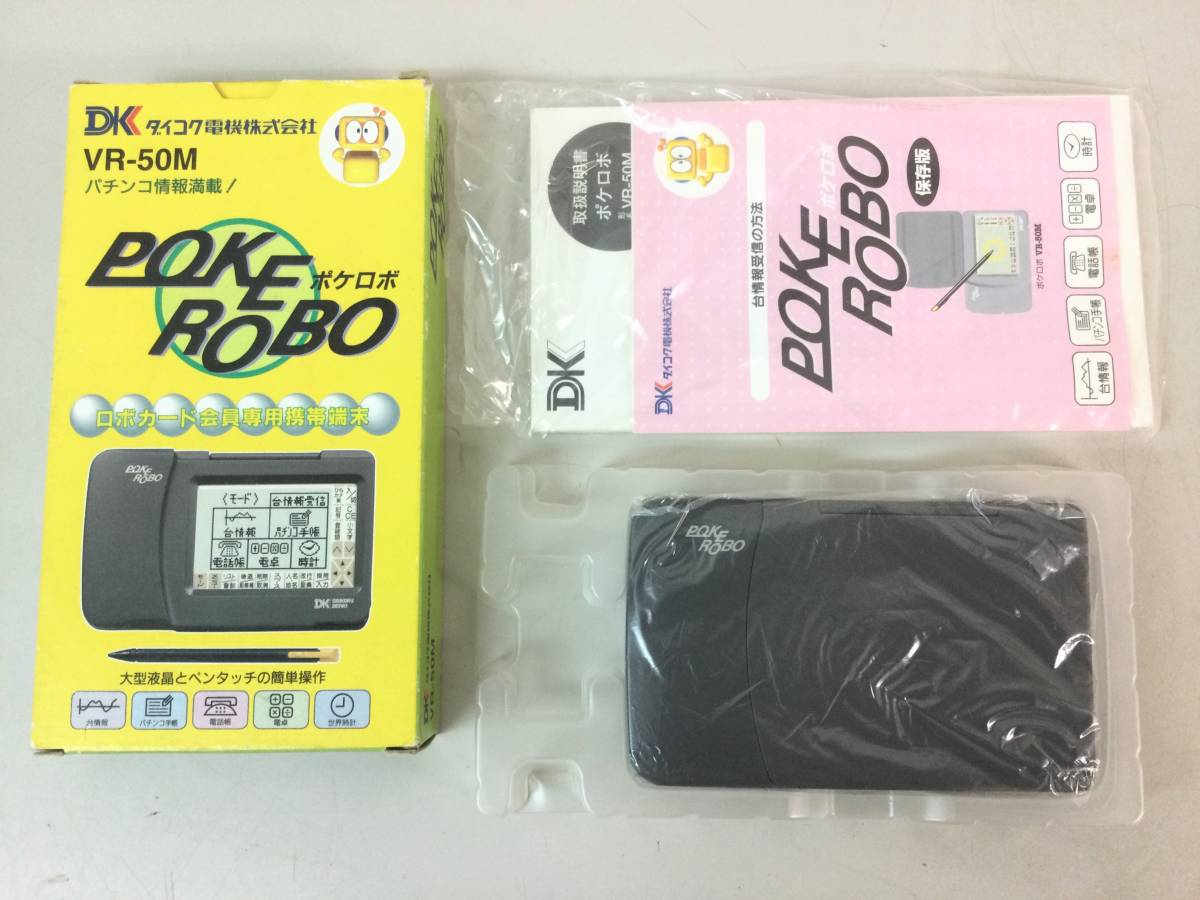 DK ダイコク電機株式会社
VR-50M
パチンコ情報満載!
POKE
ポケロボ
ROBO
ロボカード会員専用携帯端末
POKE
ROBO
〈モード〉
台情報受信
台情報
パチンコ手帳
電話帳
電卓
時計
DK DAIKOKU
DENKI
大型液晶とペンタッチの簡単操作
台情報
パチンコ手帳
電話帳
電卓
世界時計
VR-50M
取扱説明書
ポケロボ
VR-50M
DK
台情報受信の方法
POKE
ポケロボ
ROBO
保存版
DK ダイコク電機株式会社
ポケロボ VR-50M
時計
電卓
電話帳
パチンコ手帳
台情報
POKE
ROBO